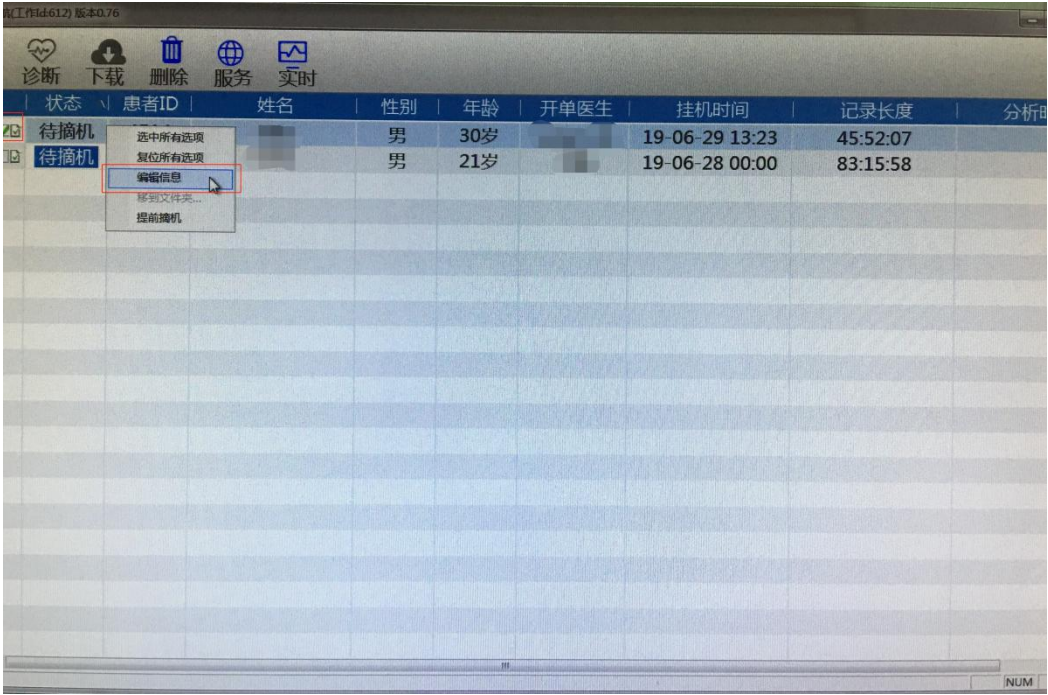 (工作Id:612) 版本0.76
诊断 下载 删除 服务 实时
状态 患者ID 姓名 性别 年龄 开单医生 挂机时间 记录长度 分析时
待摘机 男 30岁 19-06-29 13:23 45:52:07
待摘机 男 21岁 19-06-28 00:00 83:15:58
选中所有选项
复位所有选项
编辑信息
移到文件夹...
提前摘机
NUM